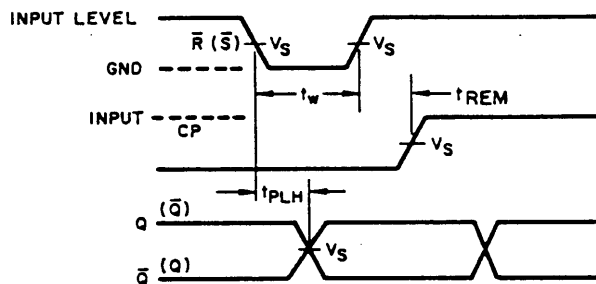 INPUT LEVEL
R̅ (S̅) VS VS
GND
tw
tREM
INPUT
CP
VS
tPLH
Q (Q̅)
VS
Q̅ (Q)